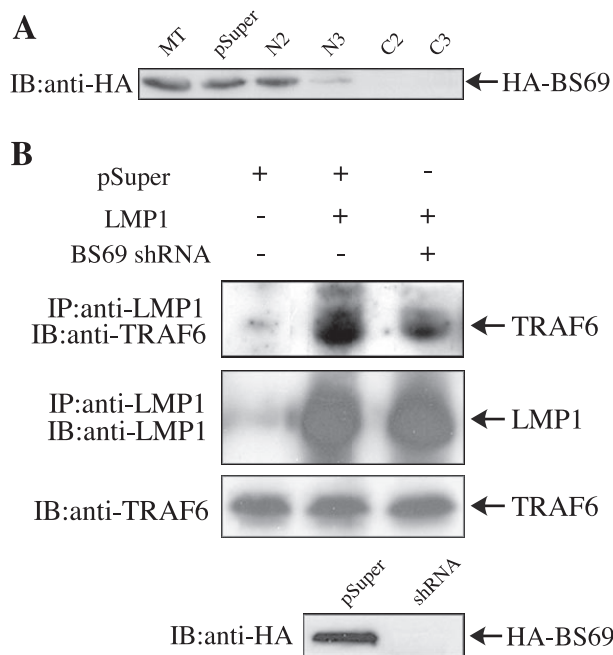 A
MT pSuper N2 N3 C2 C3
IB:anti-HA HA-BS69
B
pSuper + + -
LMP1 - + +
BS69 shRNA - - +
IP:anti-LMP1
IB:anti-TRAF6 TRAF6
IP:anti-LMP1
IB:anti-LMP1 LMP1
IB:anti-TRAF6 TRAF6
pSuper shRNA
IB:anti-HA HA-BS69